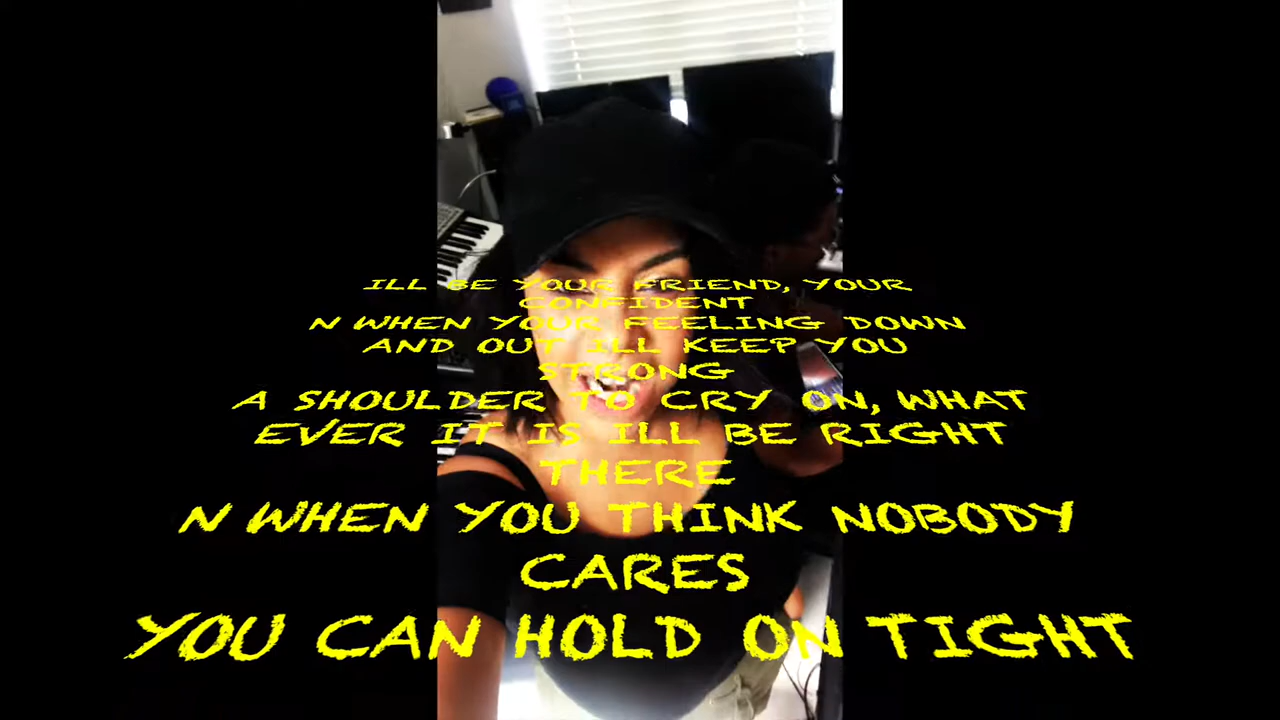 ILL BE YOUR FRIEND, YOUR
CONFIDENT
N WHEN YOUR FEELING DOWN
AND OUT ILL KEEP YOU
STRONG
A SHOULDER TO CRY ON, WHAT
EVER IT IS ILL BE RIGHT
THERE
N WHEN YOU THINK NOBODY
CARES
YOU CAN HOLD ON TIGHT